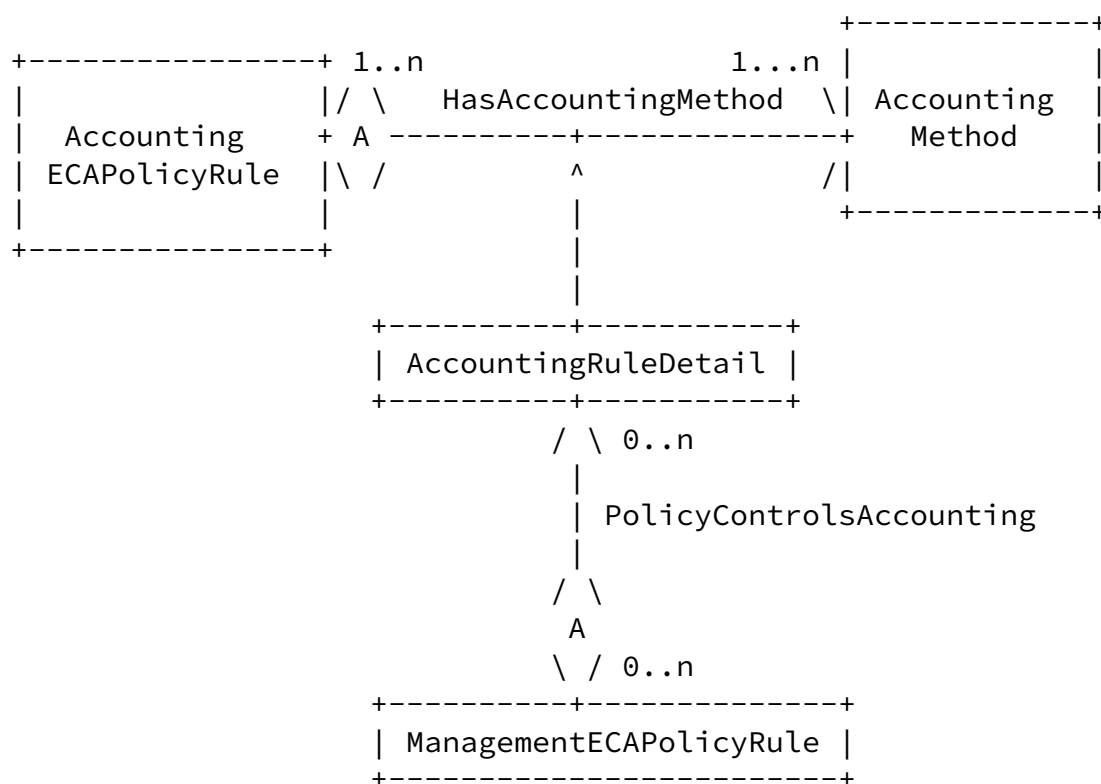 1..n 1...n
HasAccountingMethod Accounting
Accounting A Method
ECAPolicyRule
AccountingRuleDetail
0..n
PolicyControlsAccounting
A
0..n
ManagementECAPolicyRule